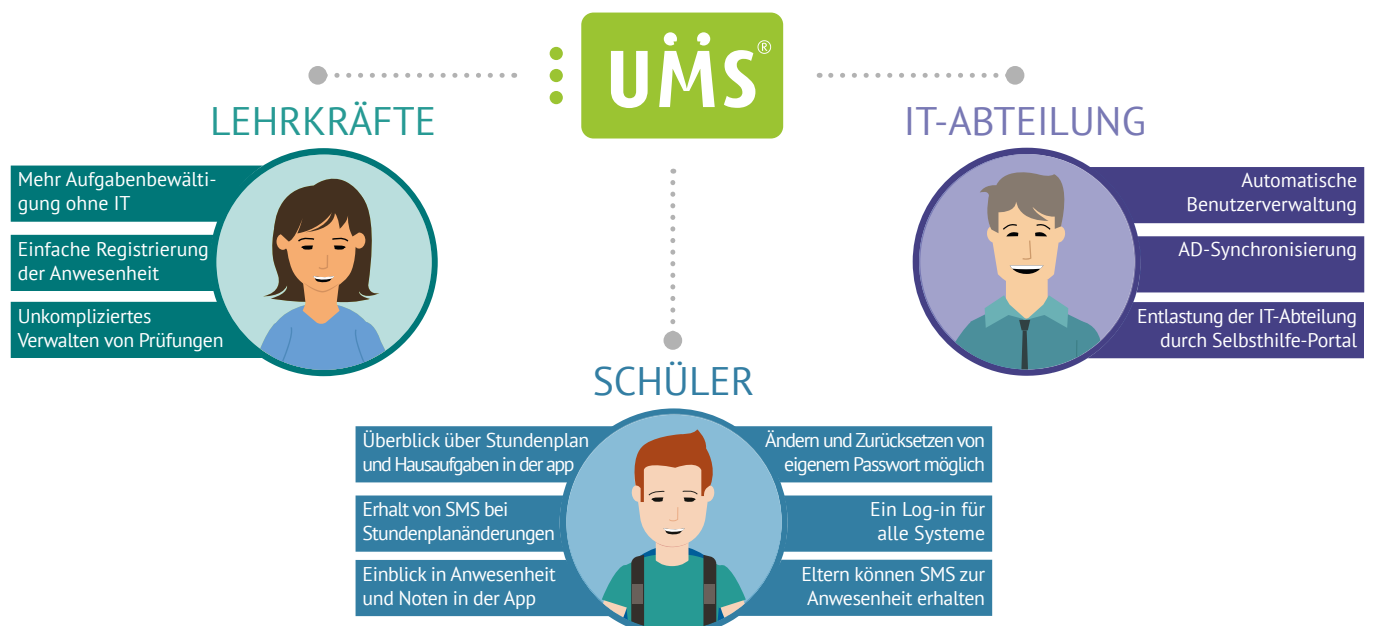 UMS®
LEHRKRÄFTE
Mehr Aufgabenbewälti-
gung ohne IT
Einfache Registrierung
der Anwesenheit
Unkompliziertes
Verwalten von Prüfungen
IT-ABTEILUNG
Automatische
Benutzerverwaltung
AD-Synchronisierung
Entlastung der IT-Abteilung
durch Selbsthilfe-Portal
SCHÜLER
Überblick über Stundenplan
und Hausaufgaben in der app
Erhalt von SMS bei
Stundenplanänderungen
Einblick in Anwesenheit
und Noten in der App
Ändern und Zurücksetzen von
eigenem Passwort möglich
Ein Log-in für
alle Systeme
Eltern können SMS zur
Anwesenheit erhalten